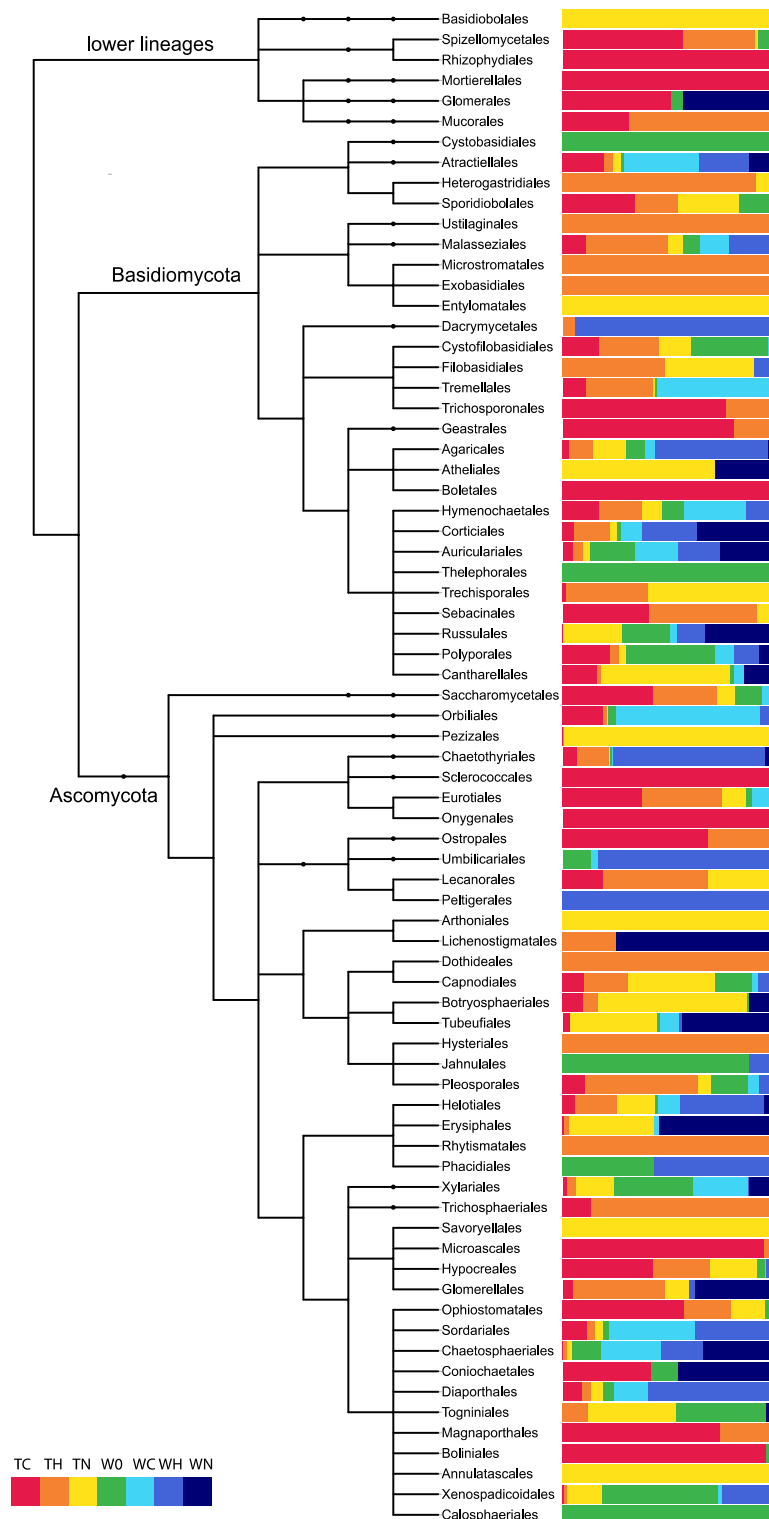 Basidiobolales
lower lineages
Spizellomycetales
Rhizophydiales
Mortierellales
Glomerales
Mucorales
Cystobasidiales
Atractiellales
Heterogastridiales
Sporidiobolales
Ustilaginales
Malasseziales
Microstromatales
Basidiomycota
Exobasidiales
Entylomatales
Dacrymycetales
Cystofilobasidiales
Filobasidiales
Tremellales
Trichosporonales
Geastrales
Agaricales
Atheliales
Boletales
Hymenochaetales
Corticiales
Auriculariales
Thelephorales
Trechisporales
Sebacinales
Russulales
Polyporales
Cantharellales
Saccharomycetales
Orbiliales
Pezizales
Chaetothyriales
Sclerococcales
Ascomycota
Eurotiales
Onygenales
Ostropales
Umbilicariales
Lecanorales
Peltigerales
Arthoniales
Lichenostigmatales
Dothideales
Capnodiales
Botryosphaeriales
Tubeufiales
Hysteriales
Jahnulales
Pleosporales
Helotiales
Erysiphales
Rhytismatales
Phacidiales
Xylariales
Trichosphaeriales
Savoryellales
Microascales
Hypocreales
Glomerellales
Ophiostomatales
Sordariales
Chaetosphaeriales
Coniochaetales
Diaporthales
Togniniales
Magnaporthales
Boliniales
TC TH TN W0 WC WH WN
Annulatascales
Xenospadicoidales
Calosphaeriales